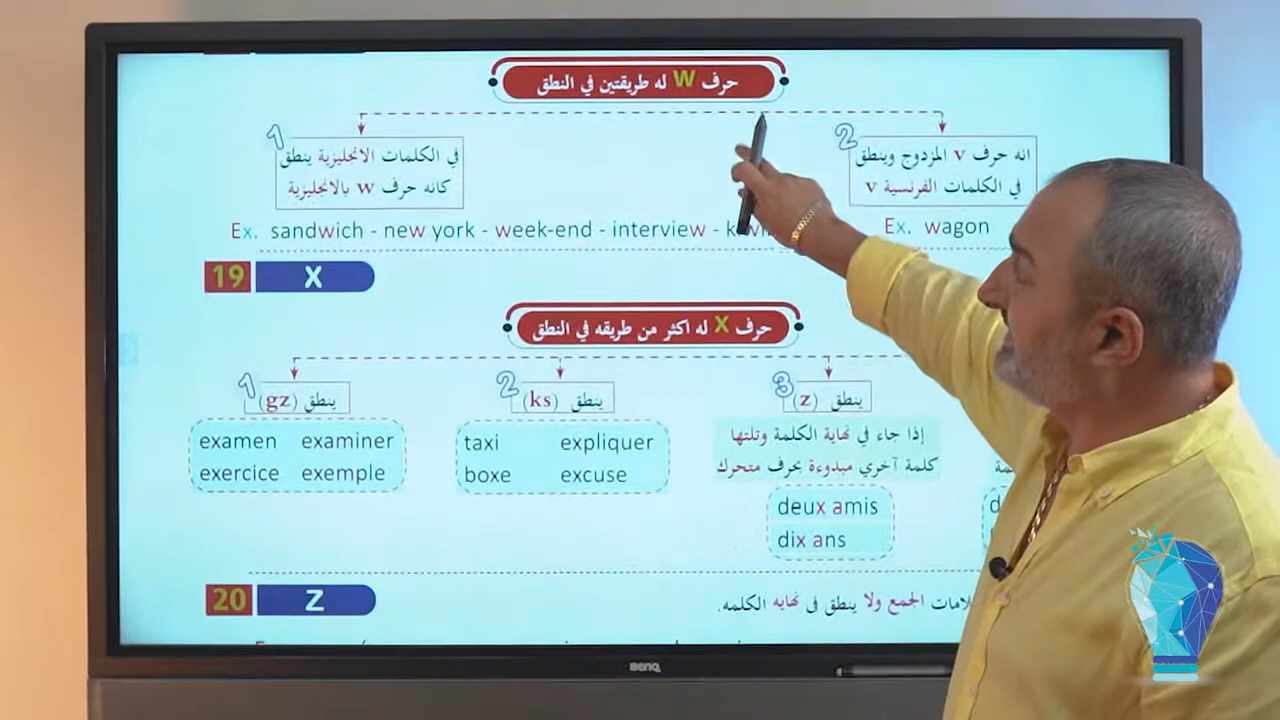 حرف W له طريقتين في النطق
1
في الكلمات الانجليزية ينطق
كانه حرف w بالانجليزية
2
انه حرف v المزدوج وينطق
في الكلمات الفرنسية v
Ex. sandwich - new york - week-end - interview -
Ex. wagon
19 X
حرف X له اكثر من طريقه في النطق
1
ينطق (gz)
examen examiner
exercice exemple
2
ينطق (ks)
taxi expliquer
boxe excuse
3
ينطق (z)
إذا جاء في نهاية الكلمة وتلتها
كلمة آخري مبدوءة بحرف متحرك
deux amis
dix ans
20 Z
الجمع ولا ينطق فى نهايه الكلمه.
BenQ